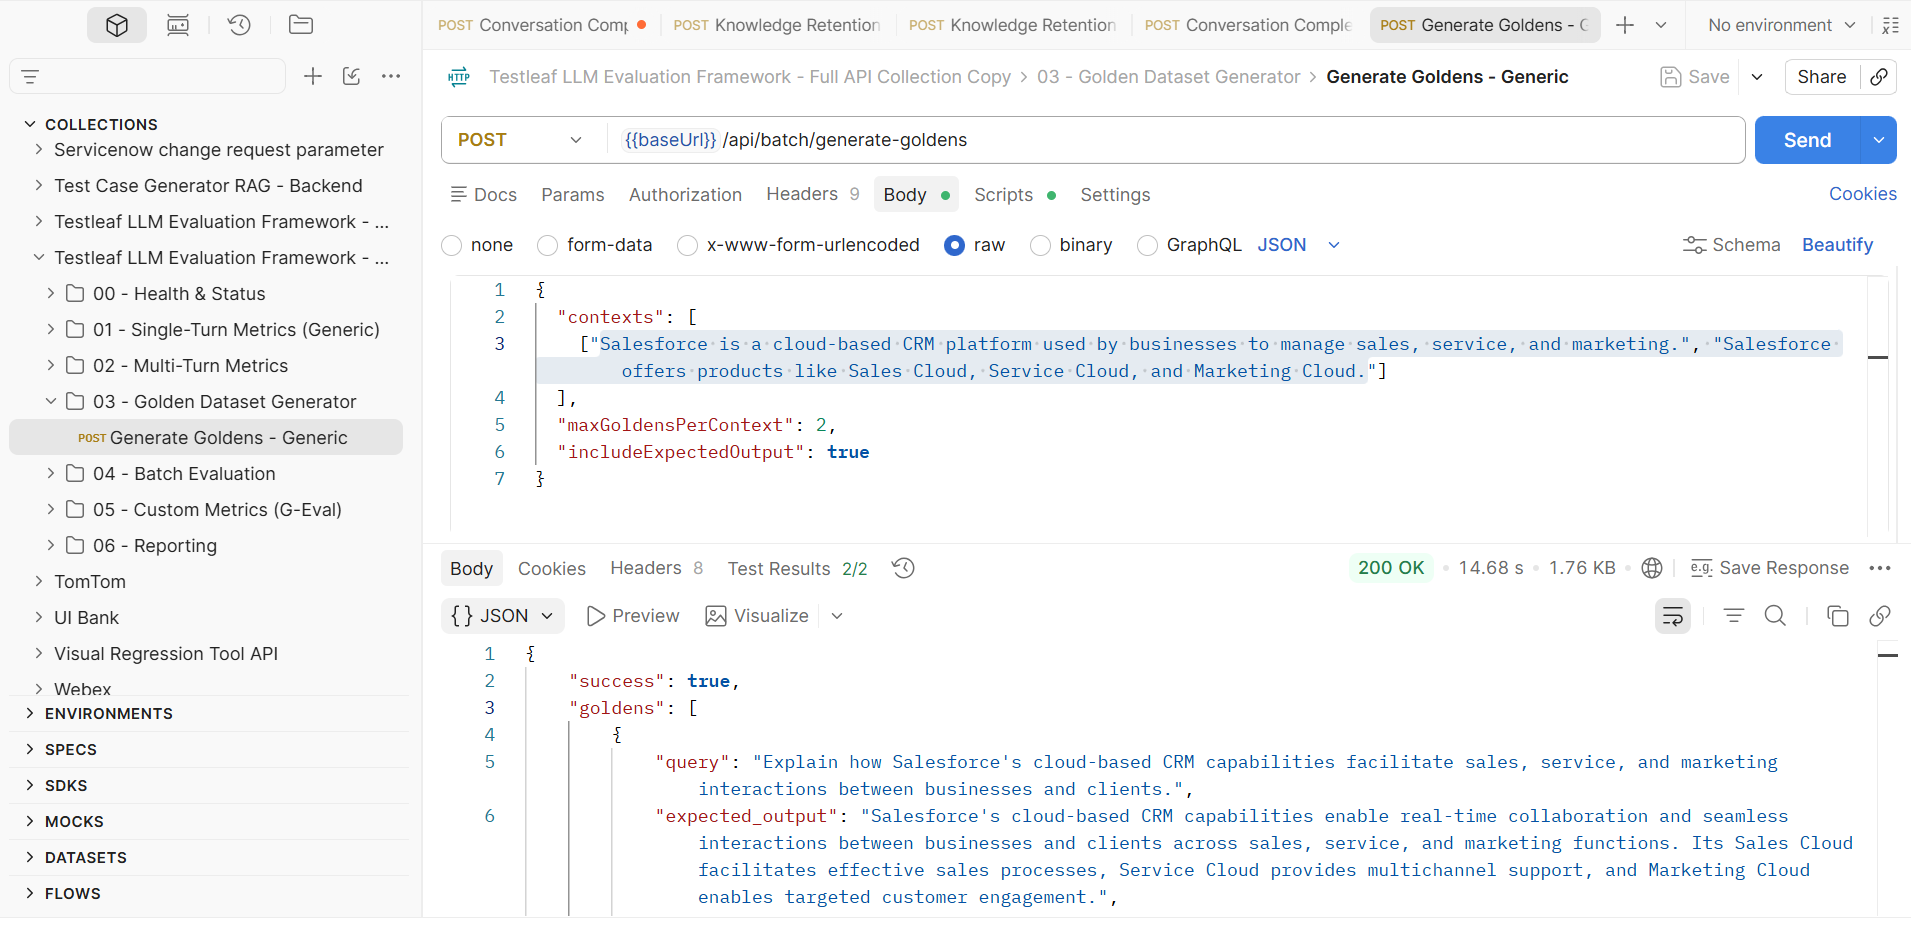 POST Conversation Comp
POST Knowledge Retention
POST Knowledge Retention
POST Conversation Comple
POST Generate Goldens - G
No environment
COLLECTIONS
Servicenow change request parameter
Test Case Generator RAG - Backend
Testleaf LLM Evaluation Framework - ...
Testleaf LLM Evaluation Framework - ...
00 - Health & Status
01 - Single-Turn Metrics (Generic)
02 - Multi-Turn Metrics
03 - Golden Dataset Generator
POST Generate Goldens - Generic
04 - Batch Evaluation
05 - Custom Metrics (G-Eval)
06 - Reporting
TomTom
UI Bank
Visual Regression Tool API
Webex
ENVIRONMENTS
SPECS
SDKS
MOCKS
DATASETS
FLOWS
HTTP Testleaf LLM Evaluation Framework - Full API Collection Copy > 03 - Golden Dataset Generator > Generate Goldens - Generic
Save
Share
POST {{baseUrl}} /api/batch/generate-goldens
Send
Docs Params Authorization Headers 9 Body Scripts Settings
Cookies
none form-data x-www-form-urlencoded raw binary GraphQL JSON
Schema Beautify
1 {
2 "contexts": [
3 ["Salesforce is a cloud-based CRM platform used by businesses to manage sales, service, and marketing.", "Salesforce
offers products like Sales Cloud, Service Cloud, and Marketing Cloud."]
4 ],
5 "maxGoldensPerContext": 2,
6 "includeExpectedOutput": true
7 }
Body Cookies Headers 8 Test Results 2/2
200 OK • 14.68 s • 1.76 KB • e.g. Save Response
{} JSON Preview Visualize
1 {
2 "success": true,
3 "goldens": [
4 {
5 "query": "Explain how Salesforce's cloud-based CRM capabilities facilitate sales, service, and marketing
interactions between businesses and clients.",
6 "expected_output": "Salesforce's cloud-based CRM capabilities enable real-time collaboration and seamless
interactions between businesses and clients across sales, service, and marketing functions. Its Sales Cloud
facilitates effective sales processes, Service Cloud provides multichannel support, and Marketing Cloud
enables targeted customer engagement.",